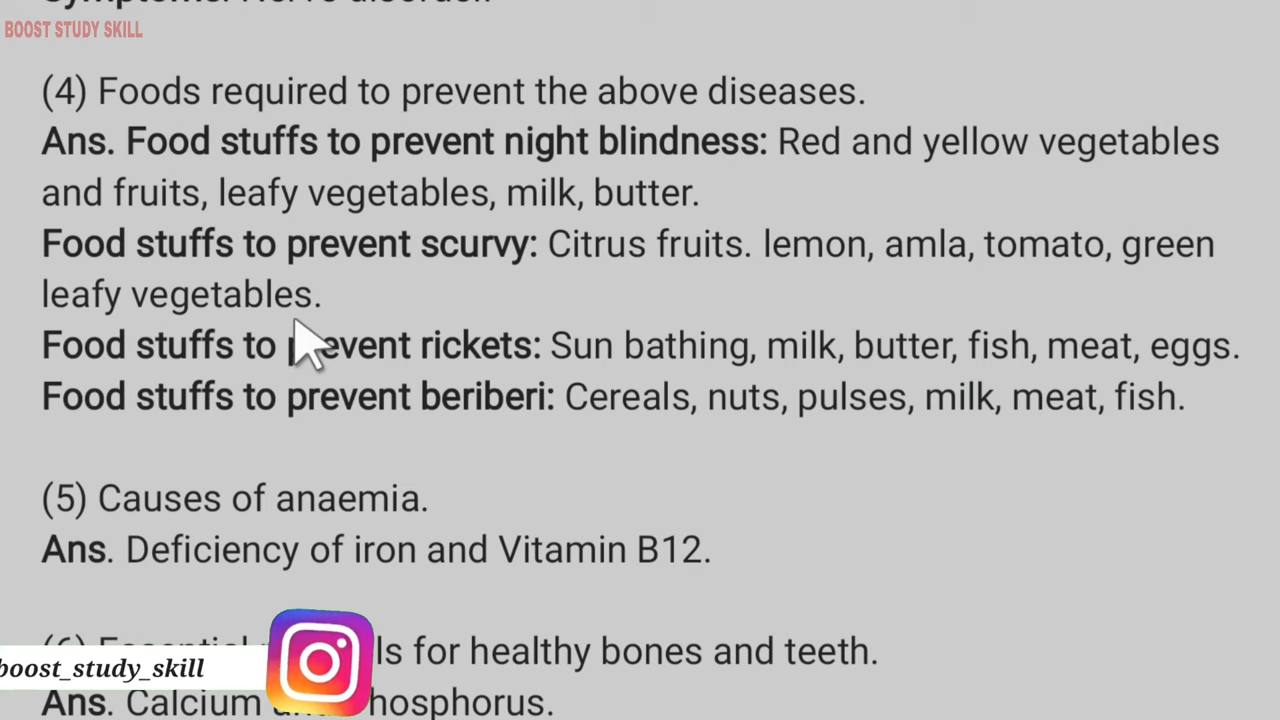 BOOST STUDY SKILL
(4) Foods required to prevent the above diseases.
Ans. Food stuffs to prevent night blindness: Red and yellow vegetables
and fruits, leafy vegetables, milk, butter.
Food stuffs to prevent scurvy: Citrus fruits. lemon, amla, tomato, green
leafy vegetables.
Food stuffs to prevent rickets: Sun bathing, milk, butter, fish, meat, eggs.
Food stuffs to prevent beriberi: Cereals, nuts, pulses, milk, meat, fish.
(5) Causes of anaemia.
Ans. Deficiency of iron and Vitamin B12.
for healthy bones and teeth.
boost_study_skill
Ans. Calcium